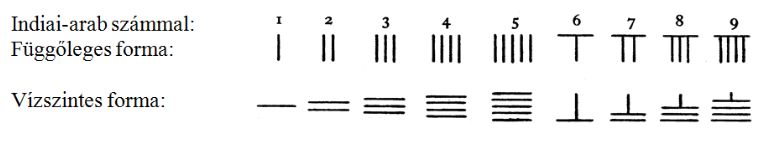 Indiai-arab számmal: 1 2 3 4 5 6 7 8 9
Függőleges forma:
Vízszintes forma: